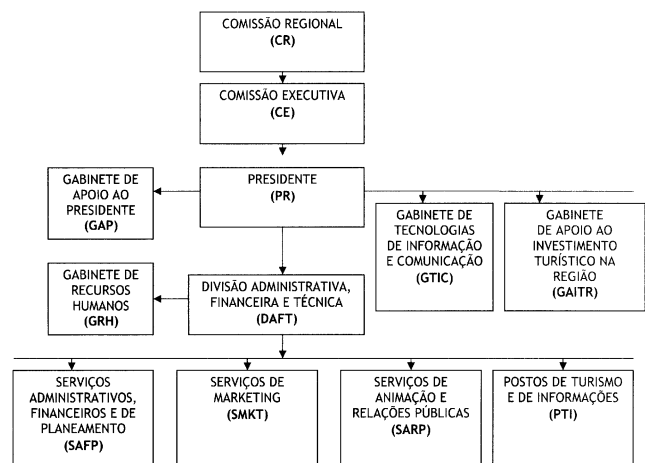 COMISSÃO REGIONAL
(CR)
COMISSÃO EXECUTIVA
(CE)
PRESIDENTE
(PR)
GABINETE DE
APOIO AO
PRESIDENTE
(GAP)
GABINETE DE
TECNOLOGIAS
DE INFORMAÇÃO
E COMUNICAÇÃO
(GTIC)
GABINETE
DE APOIO AO
INVESTIMENTO
TURÍSTICO NA
REGIÃO
(GAITR)
GABINETE DE
RECURSOS
HUMANOS
(GRH)
DIVISÃO ADMINISTRATIVA,
FINANCEIRA E TÉCNICA
(DAFT)
SERVIÇOS
ADMINISTRATIVOS,
FINANCEIROS E DE
PLANEAMENTO
(SAFP)
SERVIÇOS DE
MARKETING
(SMKT)
SERVIÇOS DE
ANIMAÇÃO E
RELAÇÕES PÚBLICAS
(SARP)
POSTOS DE TURISMO
E DE INFORMAÇÕES
(PTI)